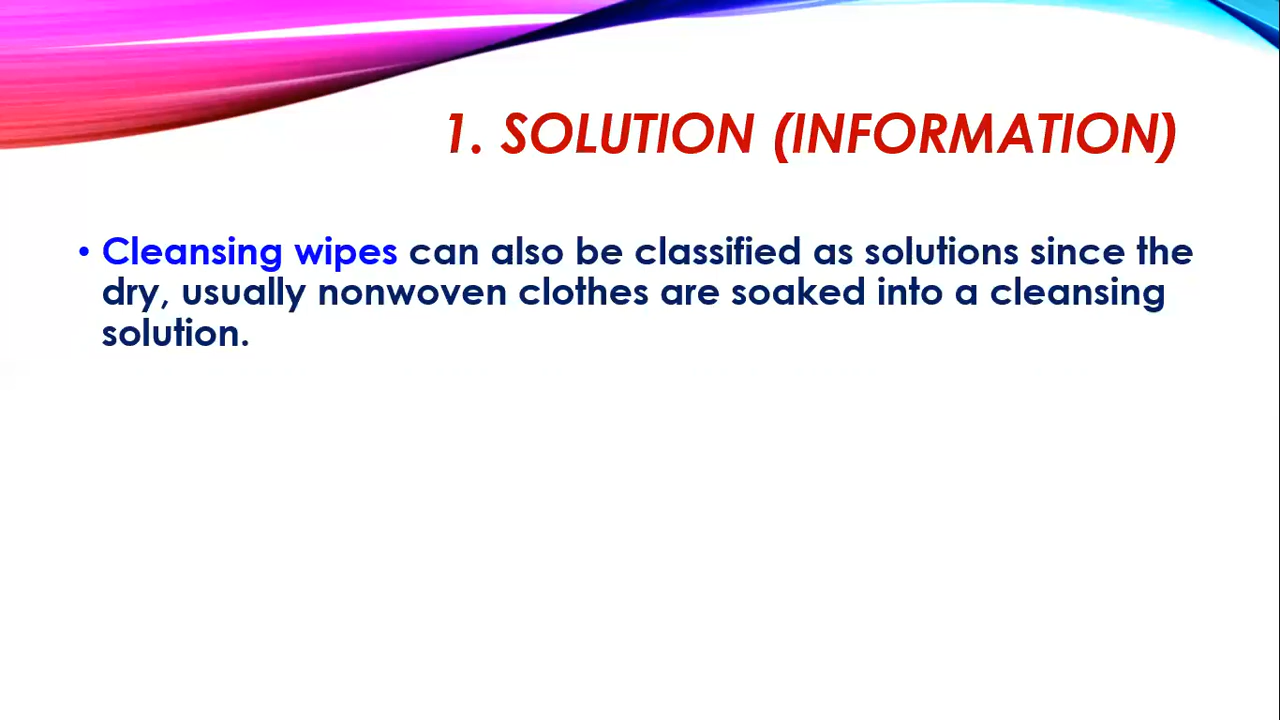 1. SOLUTION (INFORMATION)
• Cleansing wipes can also be classified as solutions since the
dry, usually nonwoven clothes are soaked into a cleansing
solution.